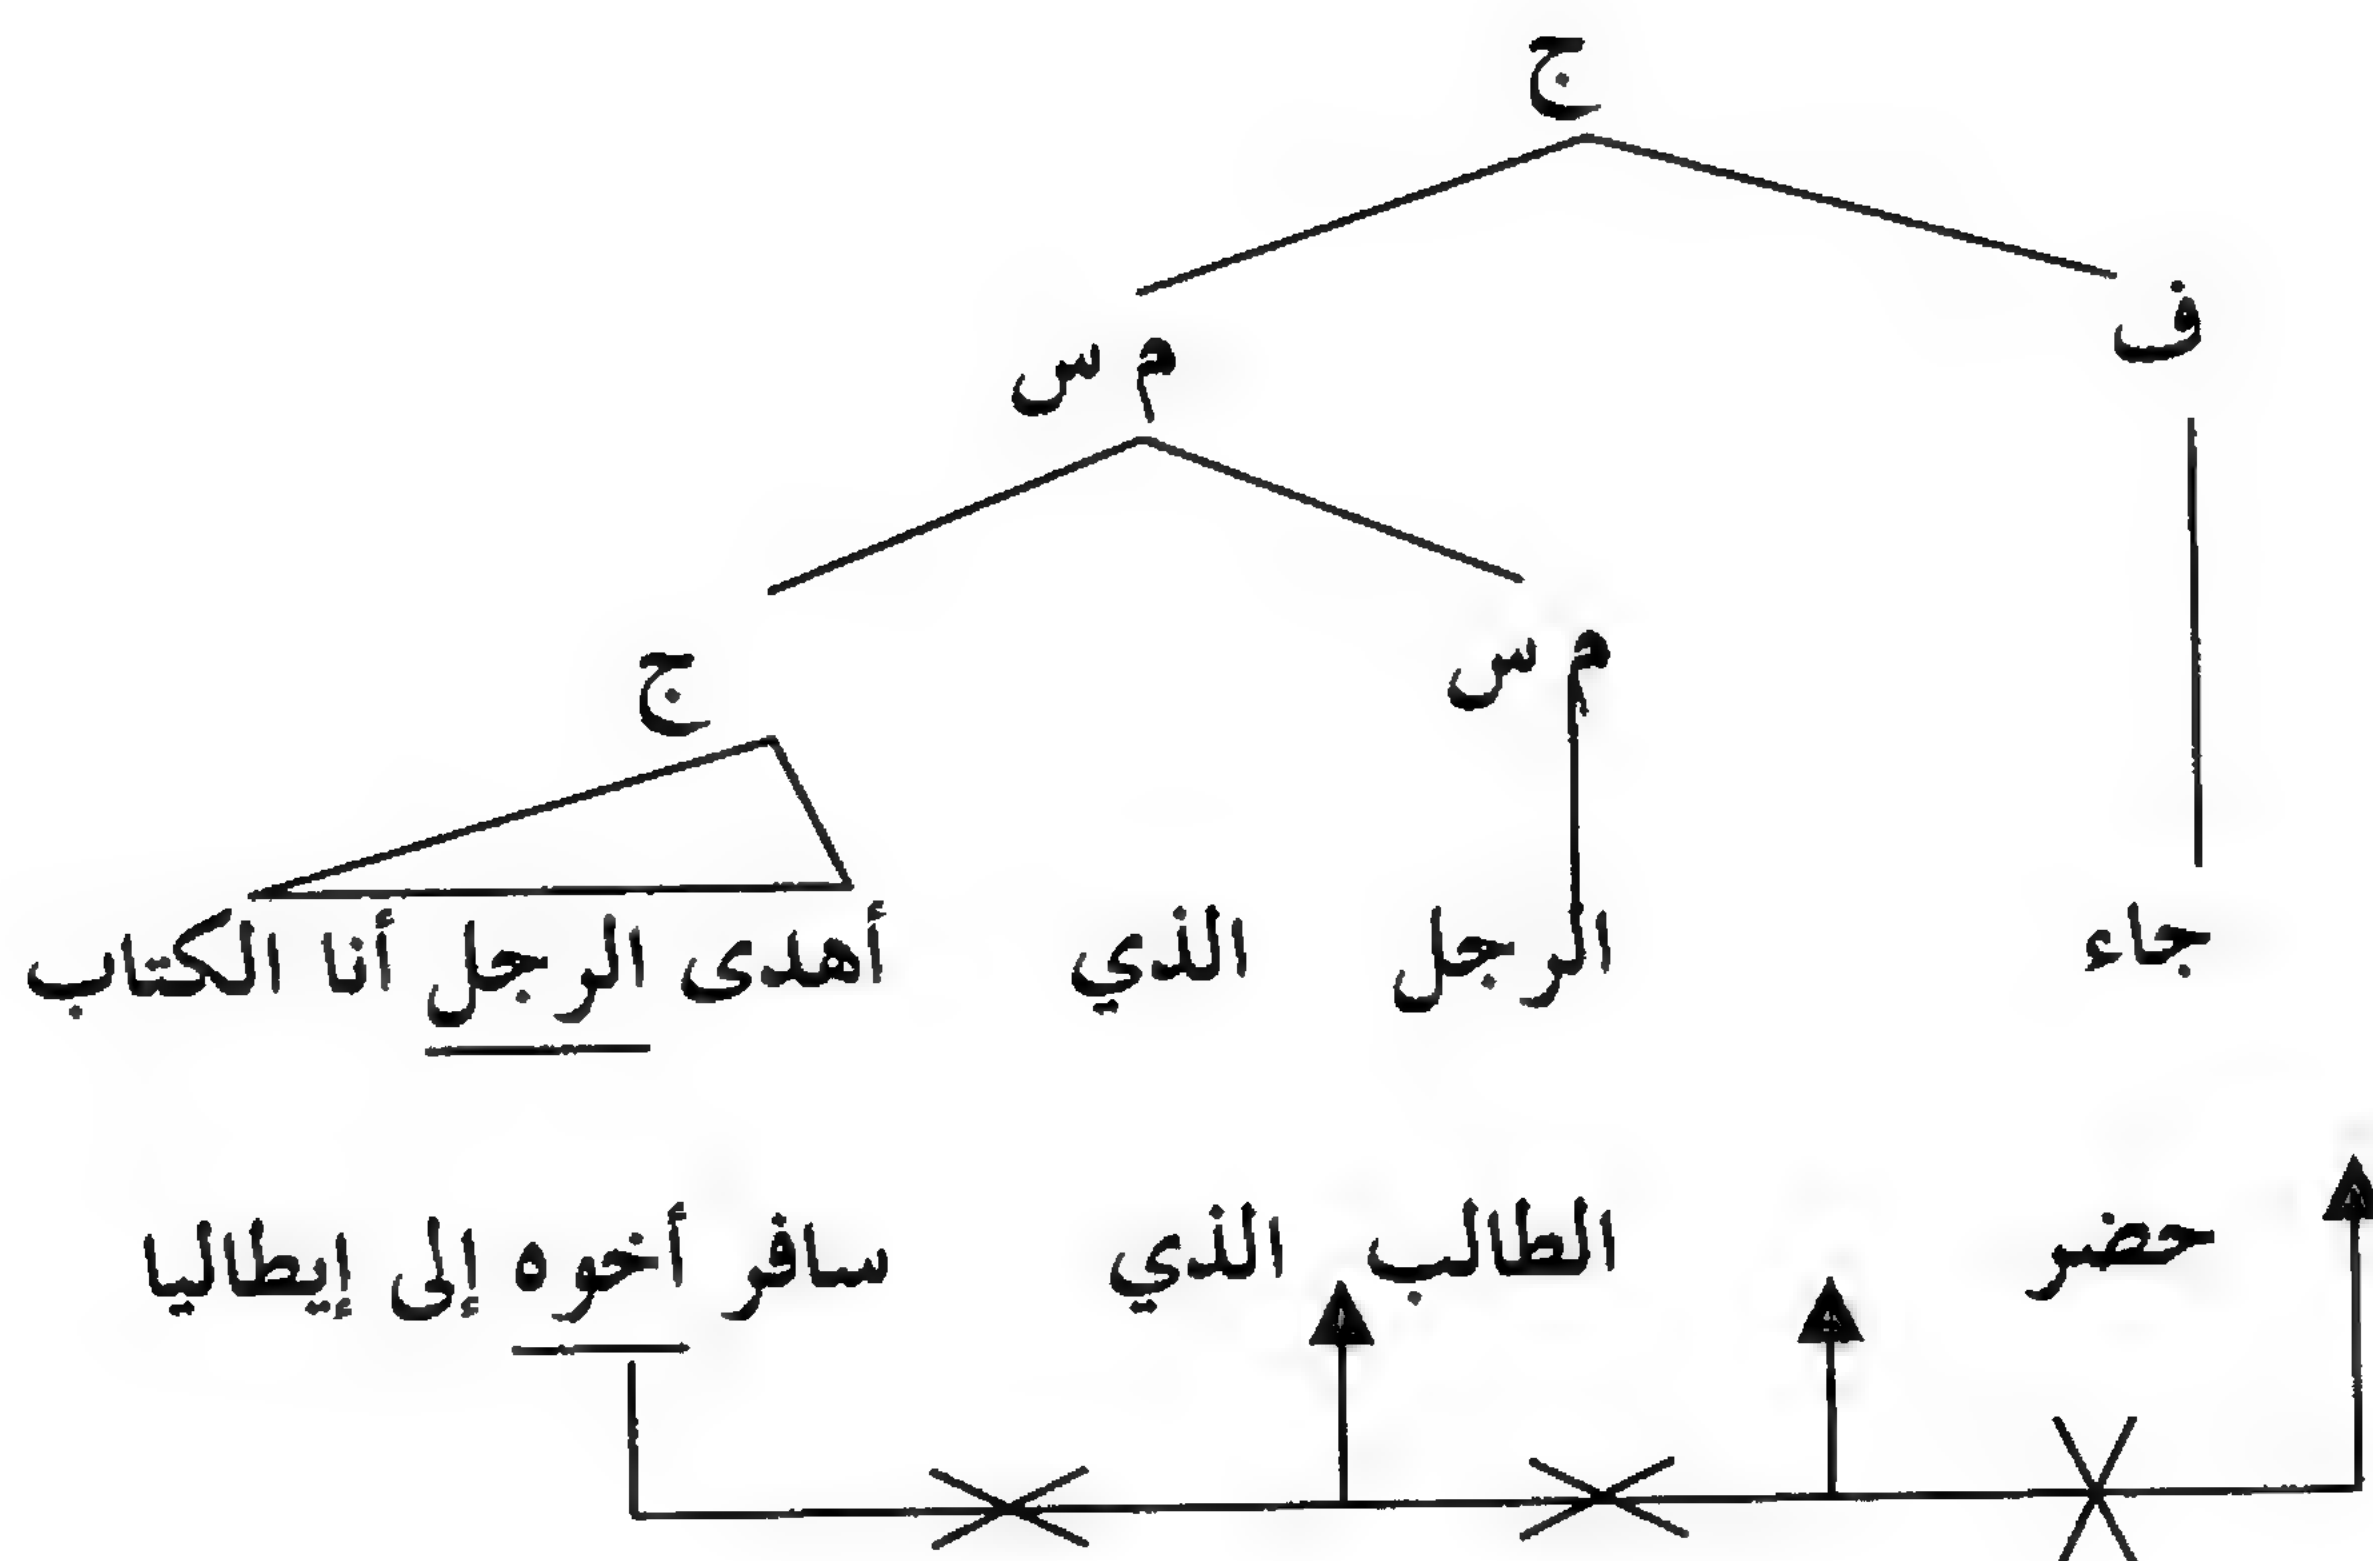 ج
ف م س
م س ج
جاء الرجل الذي أهدى الرجل أنا الكتاب
حضر الطالب الذي سافر أخوه إلى إيطاليا